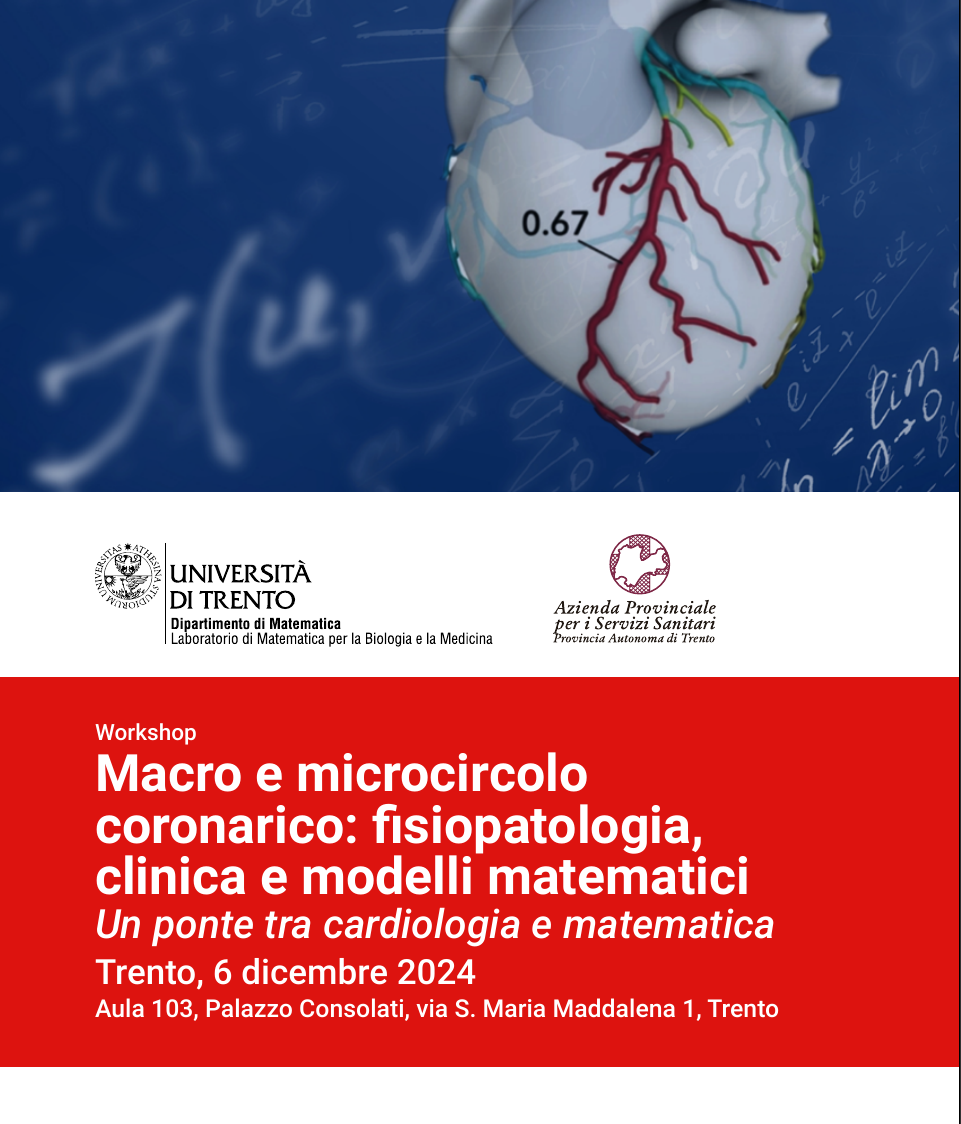 0.67
UNIVERSITÀ
DI TRENTO
Dipartimento di Matematica
Laboratorio di Matematica per la Biologia e la Medicina
Azienda Provinciale
per i Servizi Sanitari
Provincia Autonoma di Trento
Workshop
Macro e microcircolo
coronarico: fisiopatologia,
clinica e modelli matematici
Un ponte tra cardiologia e matematica
Trento, 6 dicembre 2024
Aula 103, Palazzo Consolati, via S. Maria Maddalena 1, Trento